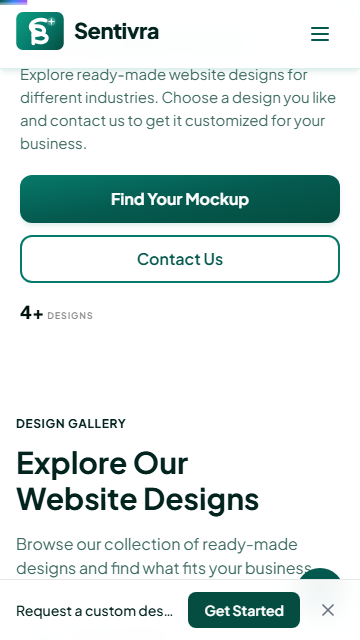 Sentivra
Explore ready-made website designs for
different industries. Choose a design you like
and contact us to get it customized for your
business.
Find Your Mockup
Contact Us
4+ DESIGNS
DESIGN GALLERY
Explore Our
Website Designs
Browse our collection of ready-made
designs and find what fits your business.
Request a custom des...
Get Started